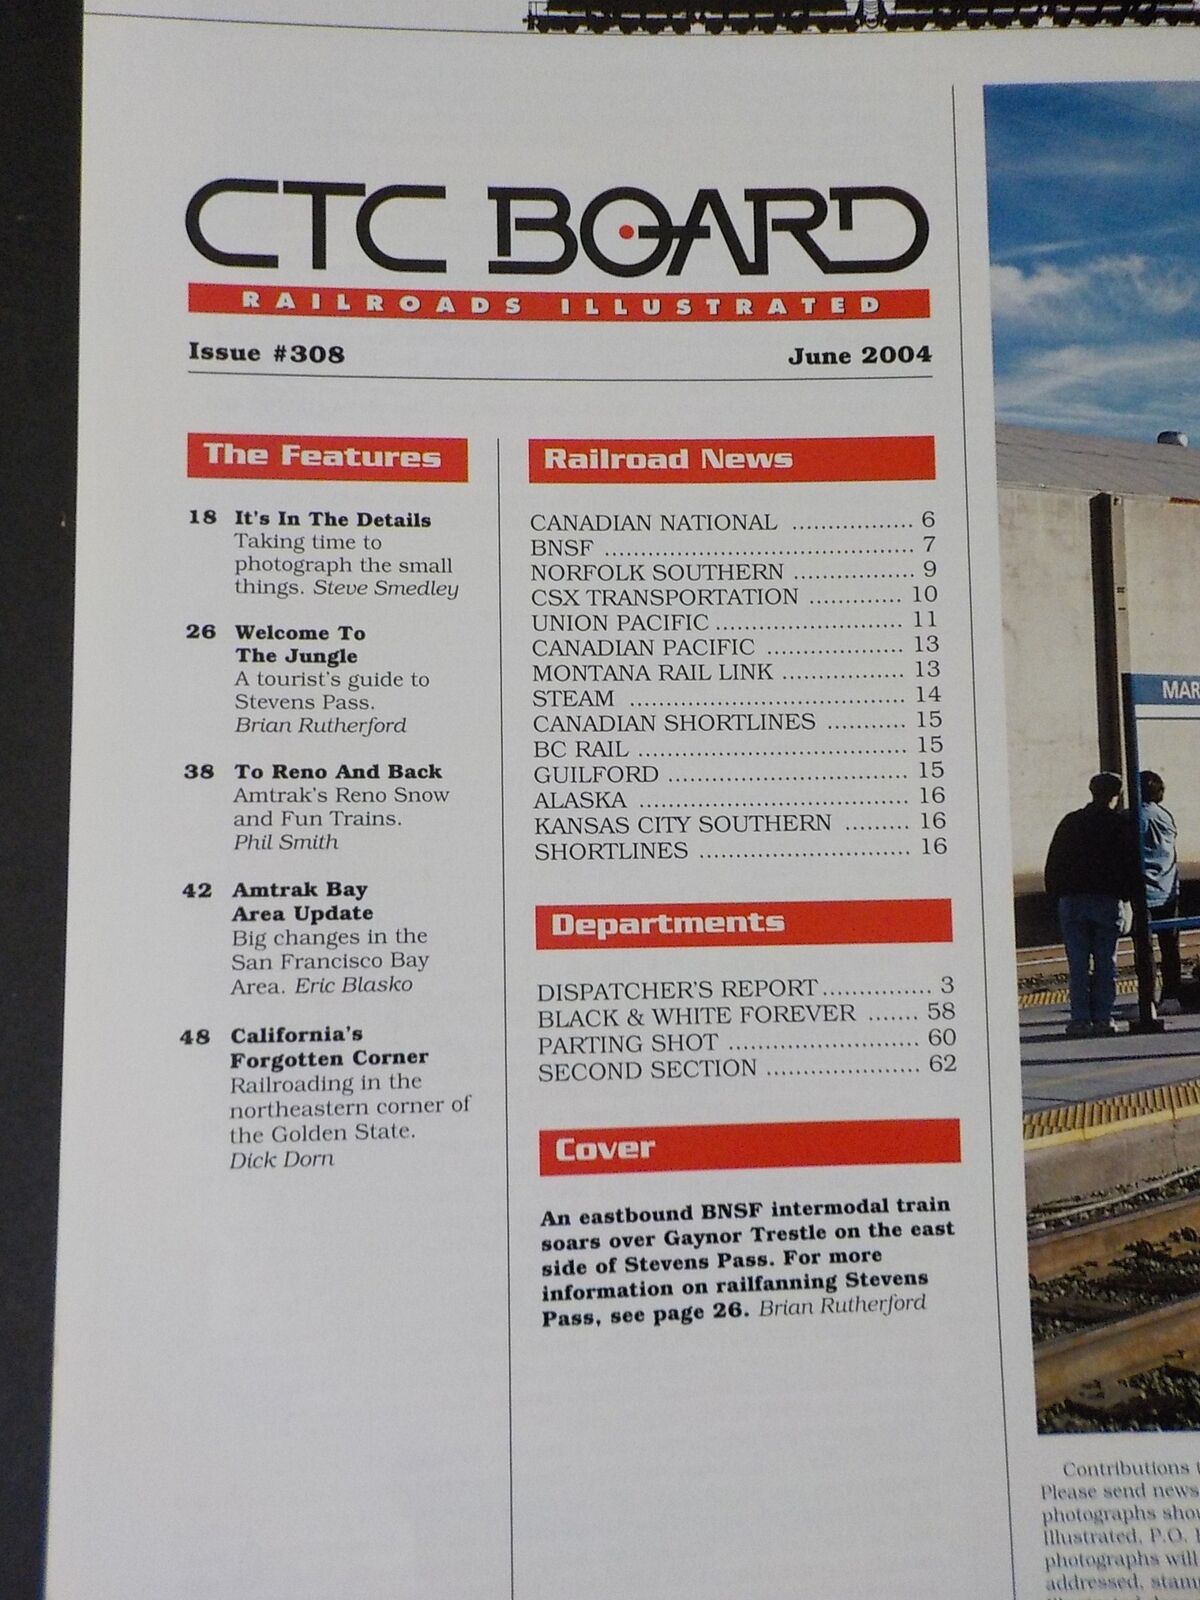 CTC BOARD
RAILROADS ILLUSTRATED
Issue #308 June 2004
The Features
18 It's In The Details
Taking time to
photograph the small
things. Steve Smedley
26 Welcome To
The Jungle
A tourist's guide to
Stevens Pass.
Brian Rutherford
38 To Reno And Back
Amtrak's Reno Snow
and Fun Trains.
Phil Smith
42 Amtrak Bay
Area Update
Big changes in the
San Francisco Bay
Area. Eric Blasko
48 California's
Forgotten Corner
Railroading in the
northeastern corner of
the Golden State.
Dick Dorn
Railroad News
CANADIAN NATIONAL ................. 6
BNSF ........................................... 7
NORFOLK SOUTHERN ................. 9
CSX TRANSPORTATION ............. 10
UNION PACIFIC .......................... 11
CANADIAN PACIFIC ................... 13
MONTANA RAIL LINK ................. 13
STEAM ...................................... 14
CANADIAN SHORTLINES ........... 15
BC RAIL ..................................... 15
GUILFORD ................................. 15
ALASKA ..................................... 16
KANSAS CITY SOUTHERN ......... 16
SHORTLINES ............................. 16
Departments
DISPATCHER'S REPORT ............... 3
BLACK & WHITE FOREVER ....... 58
PARTING SHOT .......................... 60
SECOND SECTION ..................... 62
Cover
An eastbound BNSF intermodal train
soars over Gaynor Trestle on the east
side of Stevens Pass. For more
information on railfanning Stevens
Pass, see page 26. Brian Rutherford
MAR
Contributions
Please send news
photographs
Illustrated, P.O.
photographs will
addressed, stam